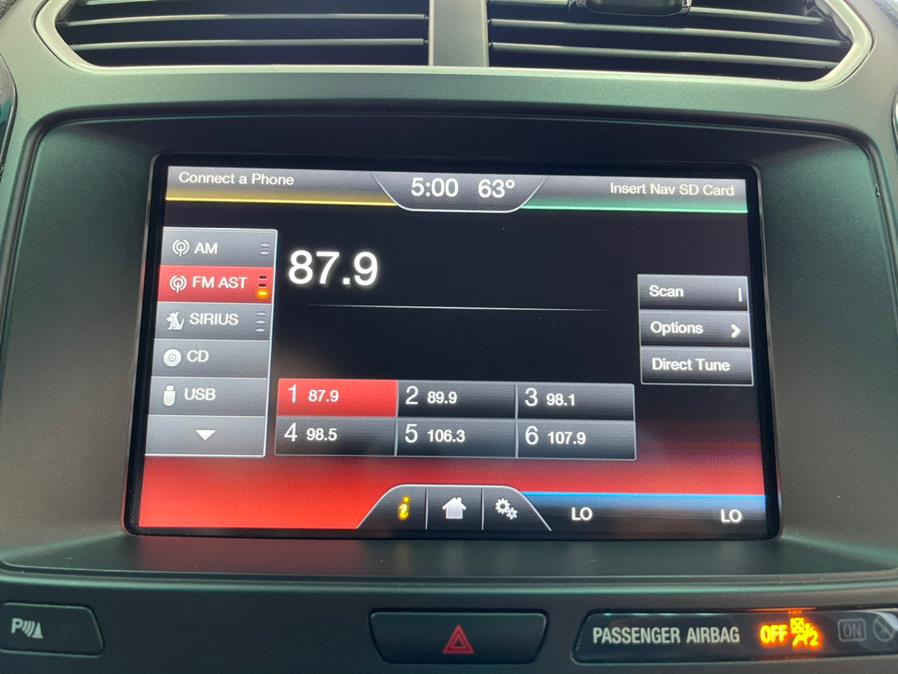 Connect a Phone
5:00 63°
Insert Nav SD Card
AM
FM AST
SIRIUS
CD
USB
87.9
Scan
Options
Direct Tune
1 87.9
2 89.9
3 98.1
4 98.5
5 106.3
6 107.9
i
LO
LO
P
PASSENGER AIRBAG OFF 2 ON